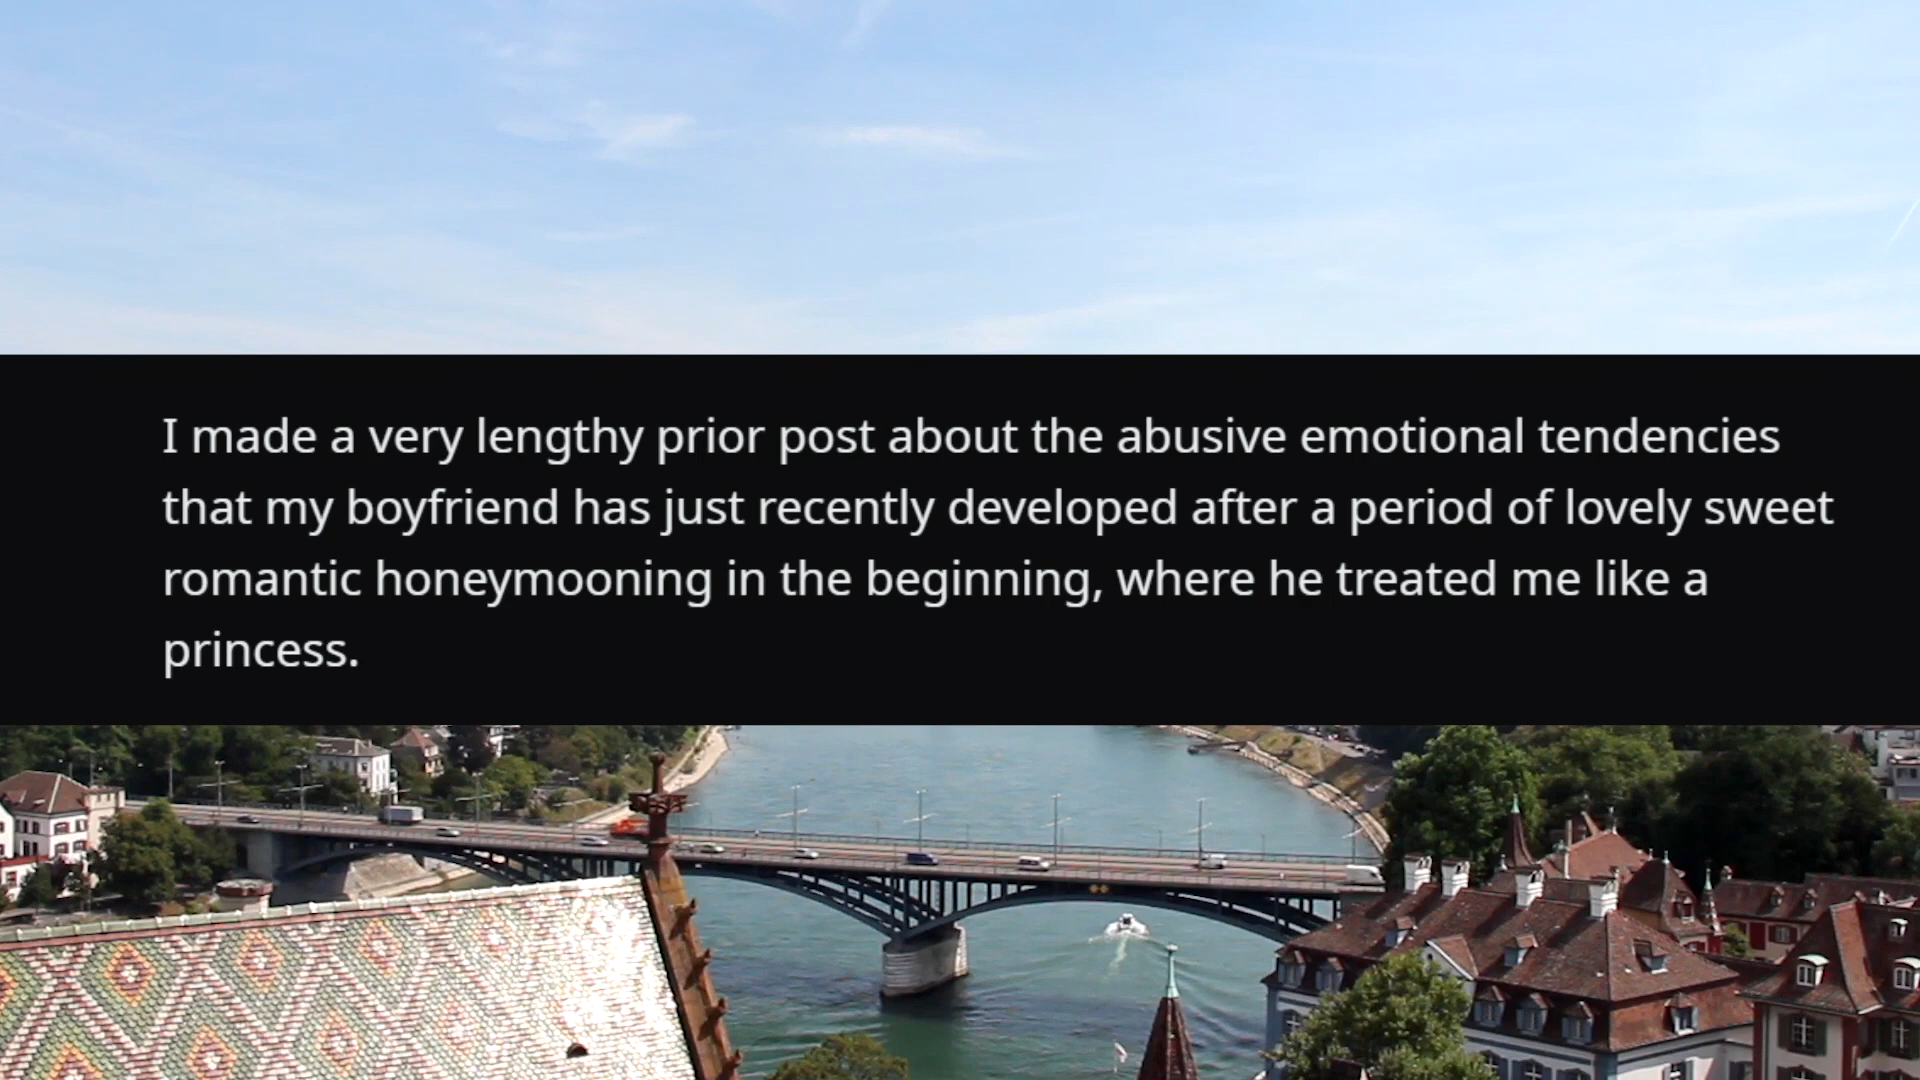 I made a very lengthy prior post about the abusive emotional tendencies
that my boyfriend has just recently developed after a period of lovely sweet
romantic honeymooning in the beginning, where he treated me like a
princess.